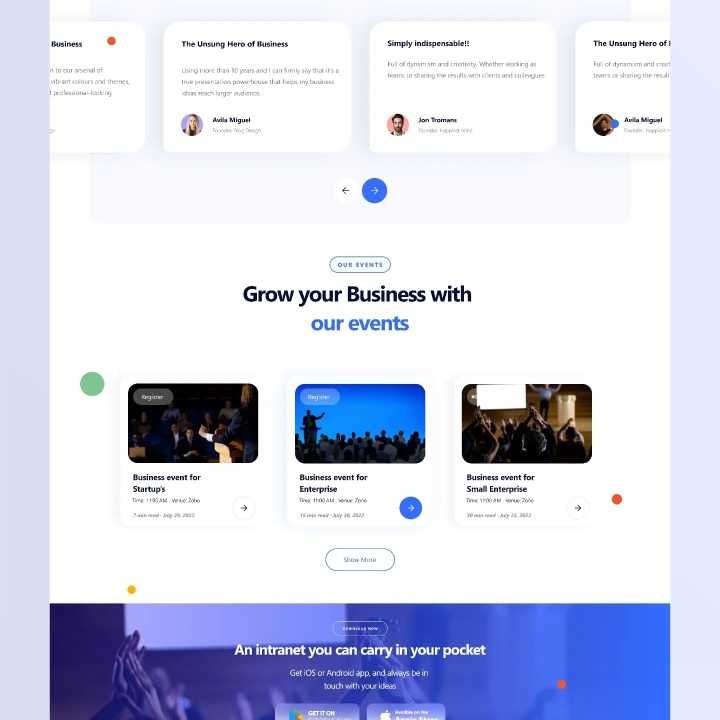 Business
n to our arsenal of
vibrant colours and themes,
l professional-looking
The Unsung Hero of Business
Using more than 10 years and I can firmly say that it's a
true presentation powerhouse that helps my business
ideas reach larger audience.
Avila Miguel
Founder, Frog Design
Simply indispensable!!
Full of dynamism and creativity. Whether working as
teams or sharing the results with clients and colleagues.
Jon Tromans
Founder, Happiest mind
The Unsung Hero of
Full of dynamism and creativity
teams or sharing the result
Avila Miguel
Founder, Happiest m
OUR EVENTS
Grow your Business with
our events
Register
Business event for
Startup's
Time: 11:00 AM . Venue: Zoho
7 min read - July 20, 2022
Register
Business event for
Enterprise
Time: 11:00 AM . Venue: Zoho
15 min read - July 30, 2022
Business event for
Small Enterprise
Time: 11:00 AM . Venue: Zoho
30 min read - July 23, 2022
Show More
DOWNLOAD NOW
An intranet you can carry in your pocket
Get iOS or Android app, and always be in
touch with your ideas
GET IT ON
Available on the
Apple Store